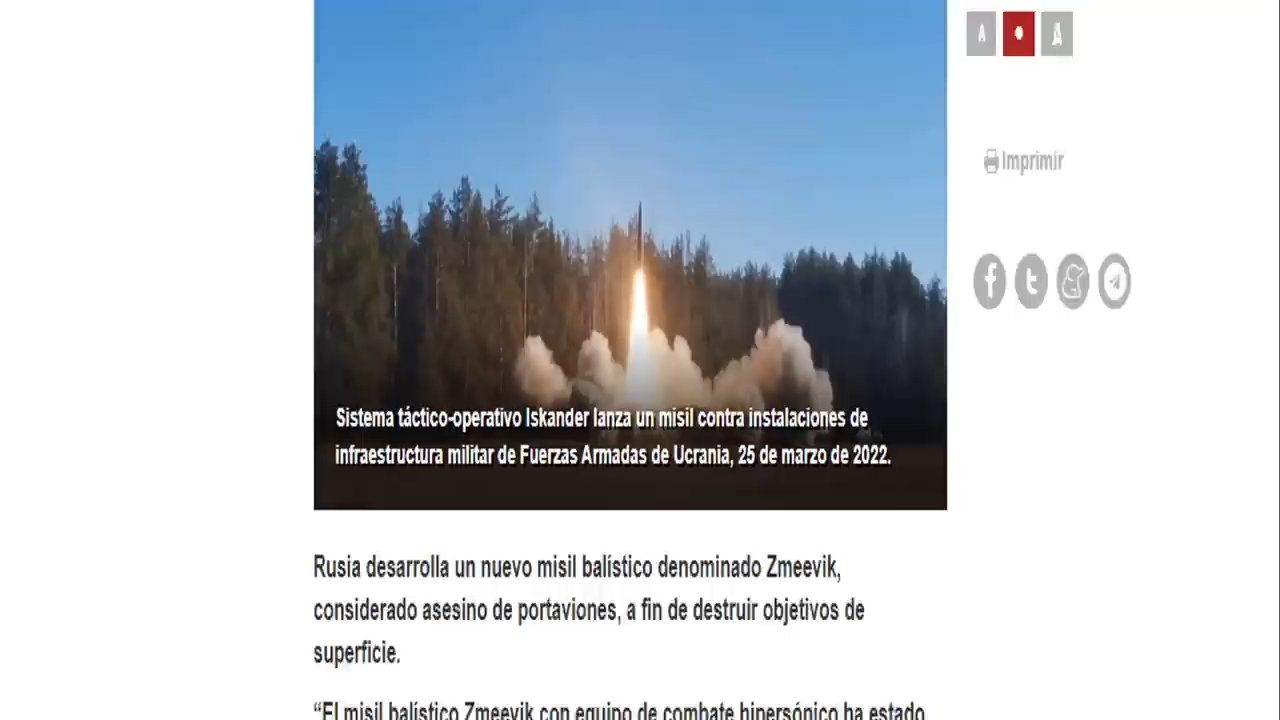 A
A
Imprimir
Sistema táctico-operativo Iskander lanza un misil contra instalaciones de
infraestructura militar de Fuerzas Armadas de Ucrania, 25 de marzo de 2022.
Rusia desarrolla un nuevo misil balístico denominado Zmeevik,
considerado asesino de portaviones, a fin de destruir objetivos de
superficie.
“El misil balístico Zmeevik con equipo de combate hipersónico ha estado